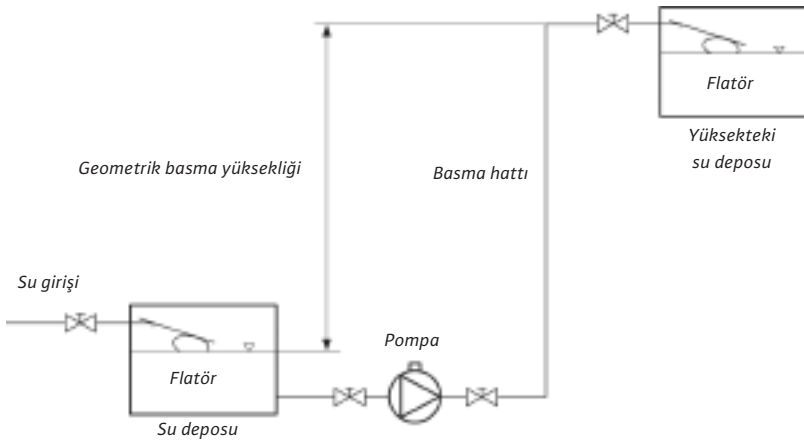 Flatör
Yüksekteki
su deposu
Geometrik basma yüksekliği
Basma hattı
Su girişi
Pompa
Flatör
Su deposu